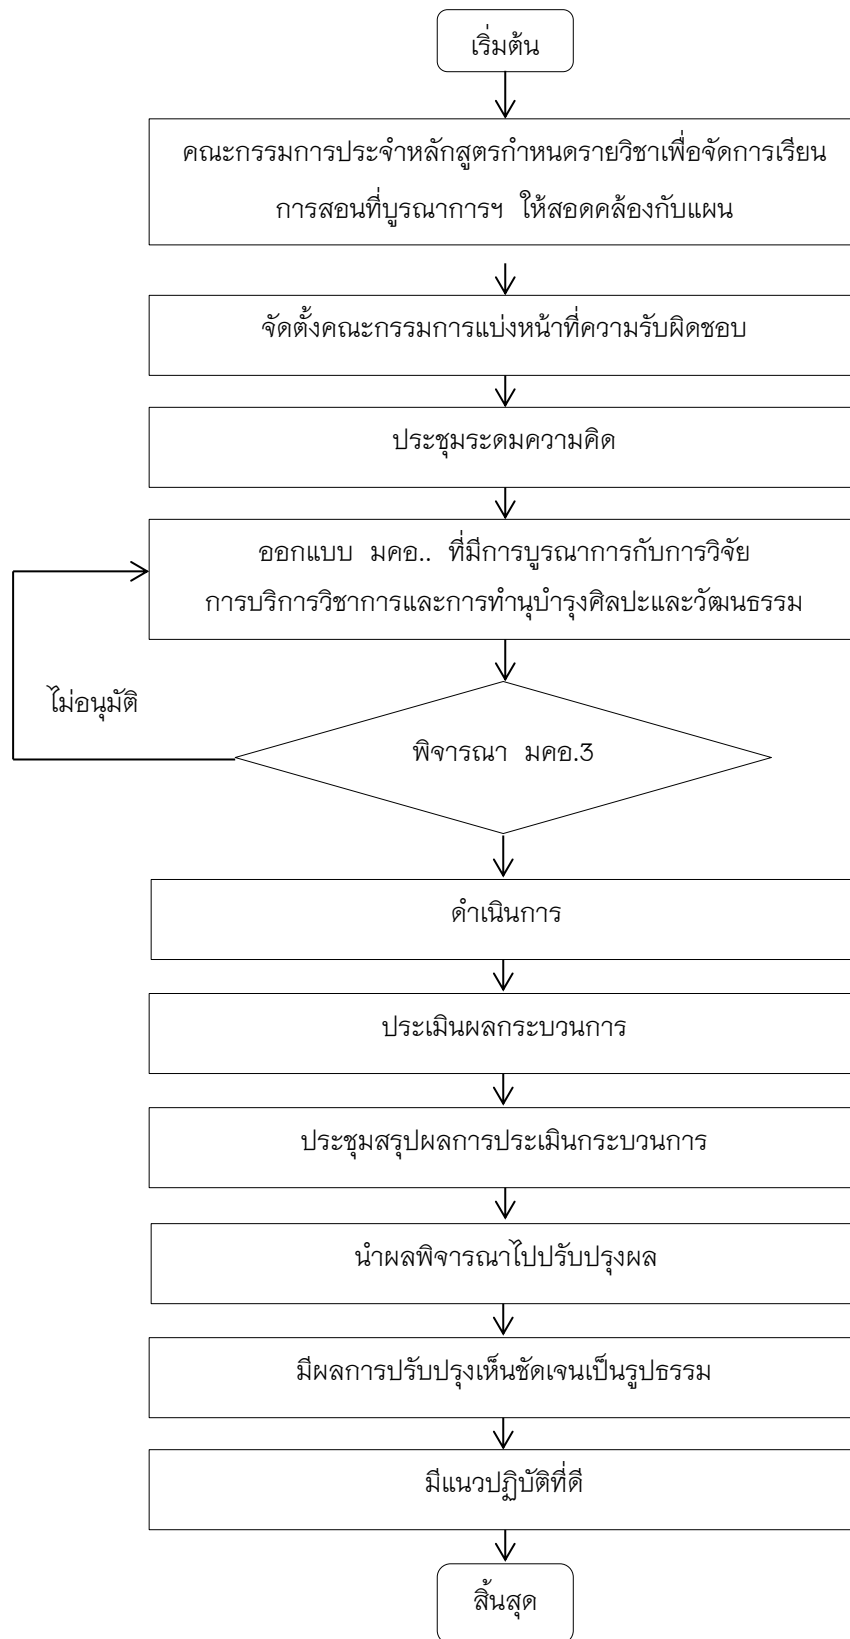 เริ่มต้น
คณะกรรมการประจำหลักสูตรกำหนดรายวิชาเพื่อจัดการเรียน
การสอนที่บูรณาการฯ ให้สอดคล้องกับแผน
จัดตั้งคณะกรรมการแบ่งหน้าที่ความรับผิดชอบ
ประชุมระดมความคิด
ออกแบบ มคอ.. ที่มีการบูรณาการกับการวิจัย
การบริการวิชาการและการทำนุบำรุงศิลปะและวัฒนธรรม
ไม่อนุมัติ
พิจารณา มคอ.3
ดำเนินการ
ประเมินผลกระบวนการ
ประชุมสรุปผลการประเมินกระบวนการ
นำผลพิจารณาไปปรับปรุงผล
มีผลการปรับปรุงเห็นชัดเจนเป็นรูปธรรม
มีแนวปฏิบัติที่ดี
สิ้นสุด